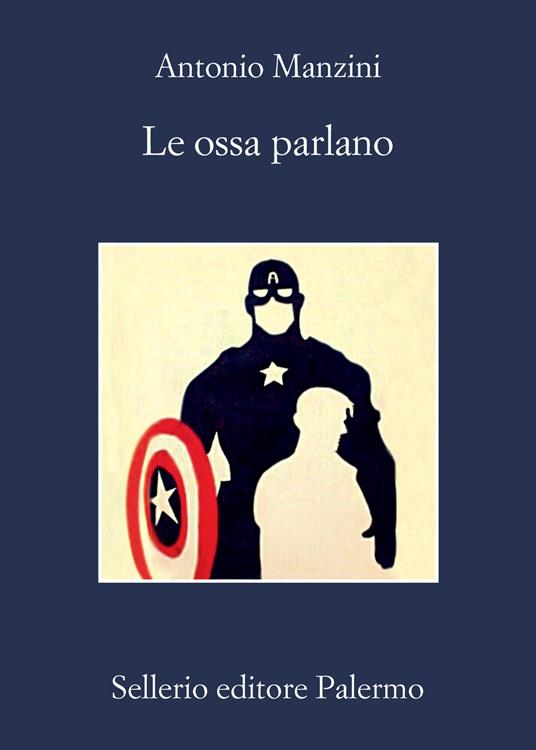 Antonio Manzini
Le ossa parlano
A
Sellerio editore Palermo